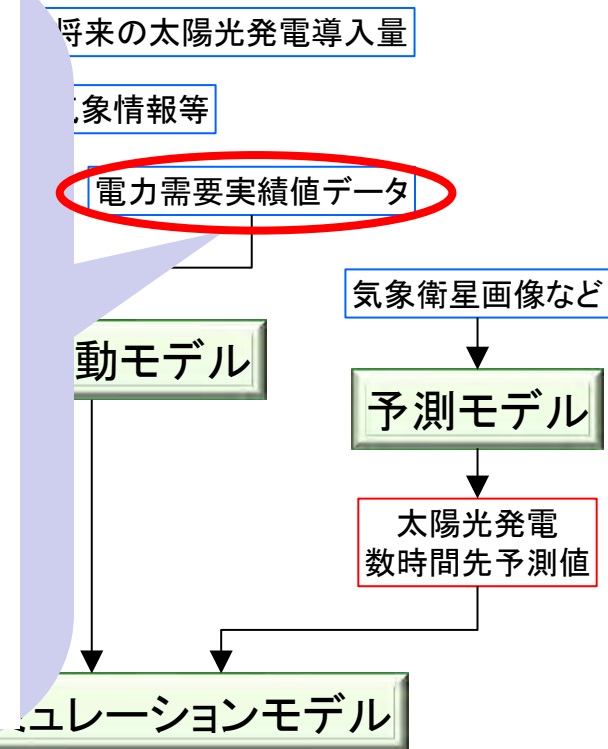 将来の太陽光発電導入量
象情報等
電力需要実績値データ
気象衛星画像など
動モデル
予測モデル
太陽光発電
数時間先予測値
ュレーションモデル